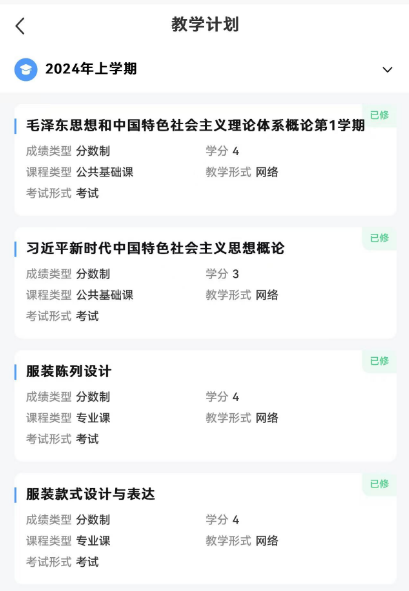 教学计划
2024年上学期
已修
毛泽东思想和中国特色社会主义理论体系概论第1学期
成绩类型 分数制 学分 4
课程类型 公共基础课 教学形式 网络
考试形式 考试
已修
习近平新时代中国特色社会主义思想概论
成绩类型 分数制 学分 3
课程类型 公共基础课 教学形式 网络
考试形式 考试
已修
服装陈列设计
成绩类型 分数制 学分 4
课程类型 专业课 教学形式 网络
考试形式 考试
已修
服装款式设计与表达
成绩类型 分数制 学分 4
课程类型 专业课 教学形式 网络
考试形式 考试